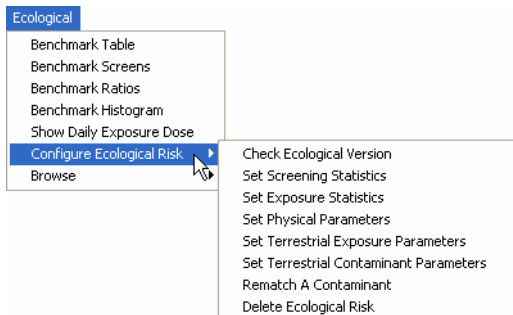 Ecological
Benchmark Table
Benchmark Screens
Benchmark Ratios
Benchmark Histogram
Show Daily Exposure Dose
Configure Ecological Risk
Browse
Check Ecological Version
Set Screening Statistics
Set Exposure Statistics
Set Physical Parameters
Set Terrestrial Exposure Parameters
Set Terrestrial Contaminant Parameters
Rematch A Contaminant
Delete Ecological Risk